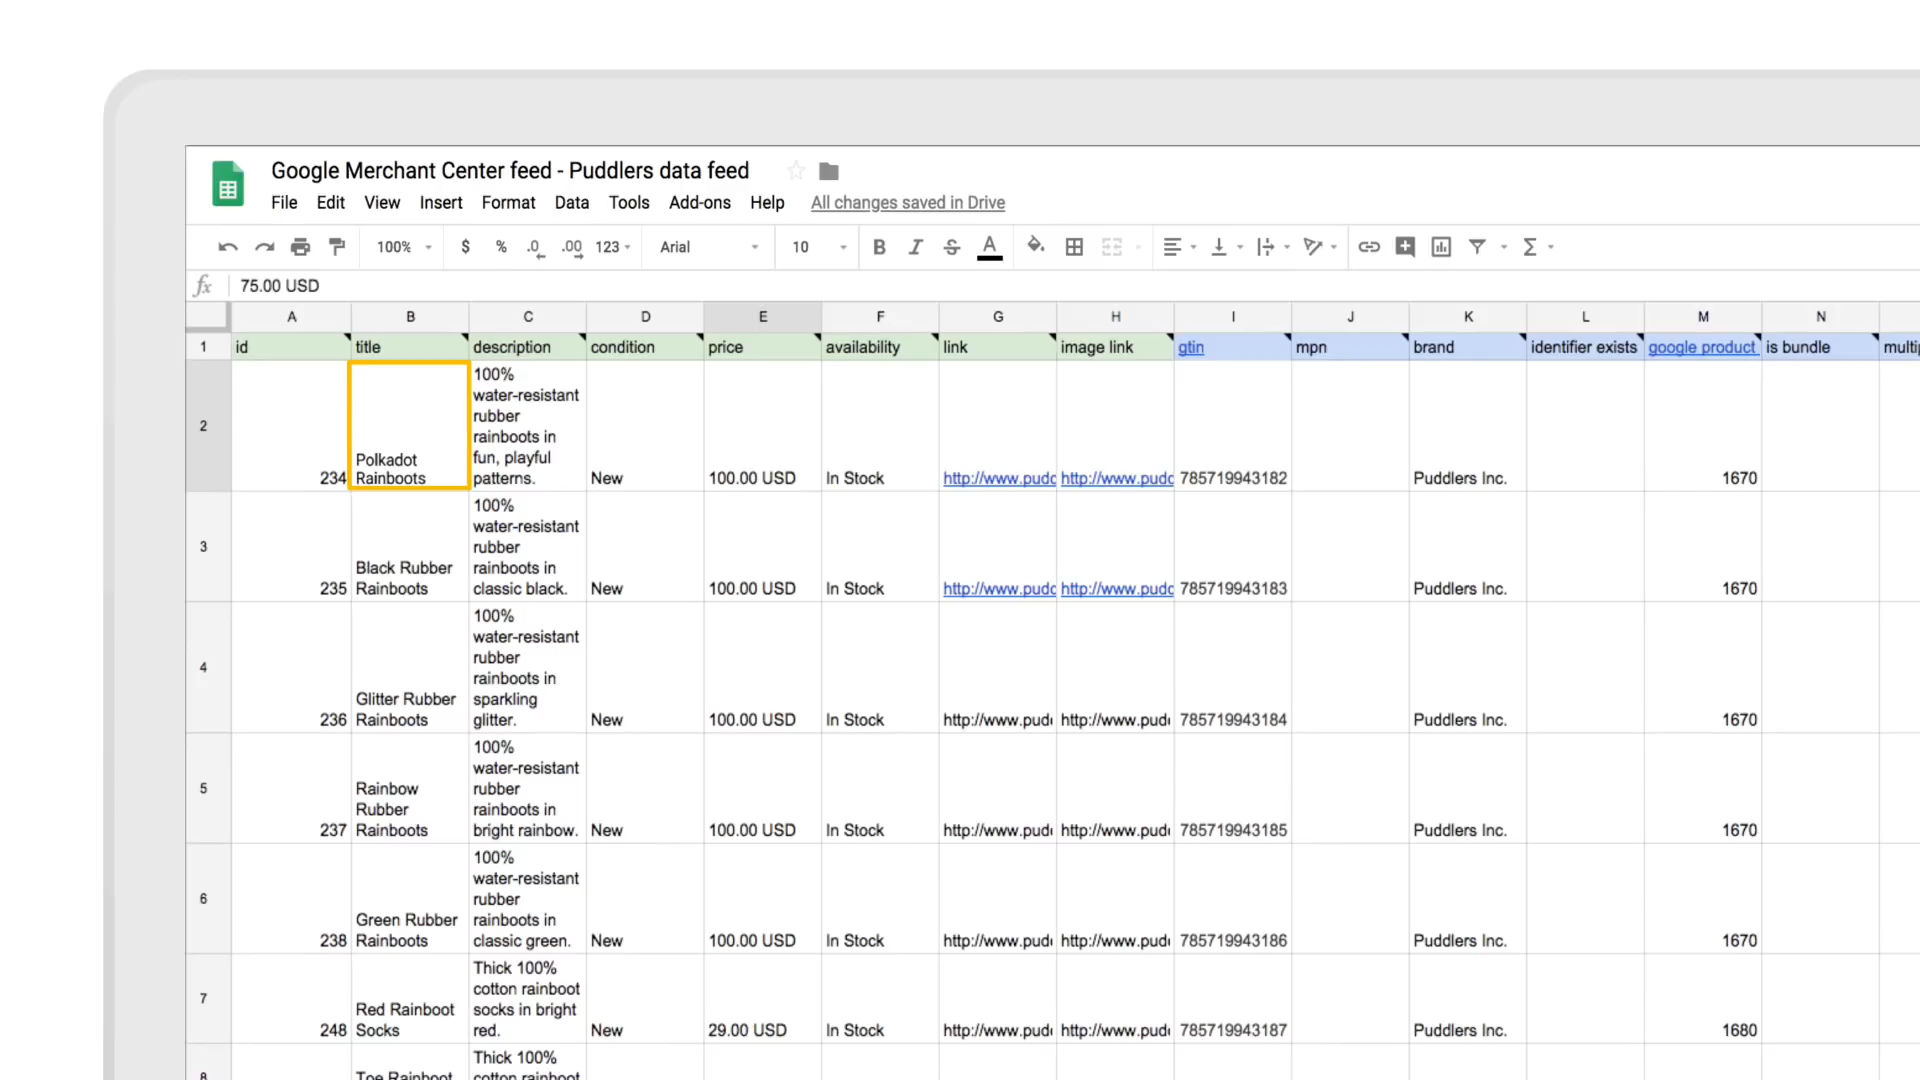 Google Merchant Center feed - Puddlers data feed
File Edit View Insert Format Data Tools Add-ons Help All changes saved in Drive
100% $ % .0 .00 123 Arial 10 B I S A
fx 75.00 USD
A B C D E F G H I J K L M N
1 id title description condition price availability link image link gtin mpn brand identifier exists google product is bundle
2 234 Polkadot Rainboots 100% water-resistant rubber rainboots in fun, playful patterns. New 100.00 USD In Stock http://www.pudd http://www.pudd 785719943182 Puddlers Inc. 1670
3 235 Black Rubber Rainboots 100% water-resistant rubber rainboots in classic black. New 100.00 USD In Stock http://www.pudd http://www.pudd 785719943183 Puddlers Inc. 1670
4 236 Glitter Rubber Rainboots 100% water-resistant rubber rainboots in sparkling glitter. New 100.00 USD In Stock http://www.pud http://www.pud 785719943184 Puddlers Inc. 1670
5 237 Rainbow Rubber Rainboots 100% water-resistant rubber rainboots in bright rainbow. New 100.00 USD In Stock http://www.pud http://www.pud 785719943185 Puddlers Inc. 1670
6 238 Green Rubber Rainboots 100% water-resistant rubber rainboots in classic green. New 100.00 USD In Stock http://www.pud http://www.pud 785719943186 Puddlers Inc. 1670
7 248 Red Rainboot Socks Thick 100% cotton rainboot socks in bright red. New 29.00 USD In Stock http://www.pud http://www.pud 785719943187 Puddlers Inc. 1680
8 Toe Rainboot Thick 100% cotton rainboot